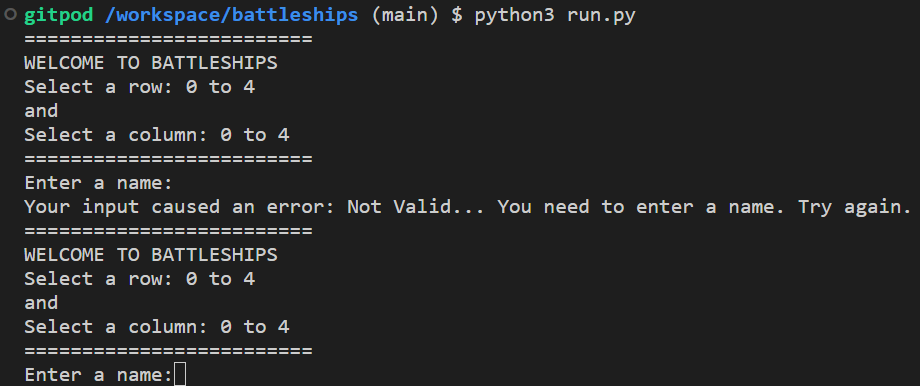 gitpod /workspace/battleships (main) $ python3 run.py
=========================
WELCOME TO BATTLESHIPS
Select a row: 0 to 4
and
Select a column: 0 to 4
=========================
Enter a name:
Your input caused an error: Not Valid... You need to enter a name. Try again.
=========================
WELCOME TO BATTLESHIPS
Select a row: 0 to 4
and
Select a column: 0 to 4
=========================
Enter a name: